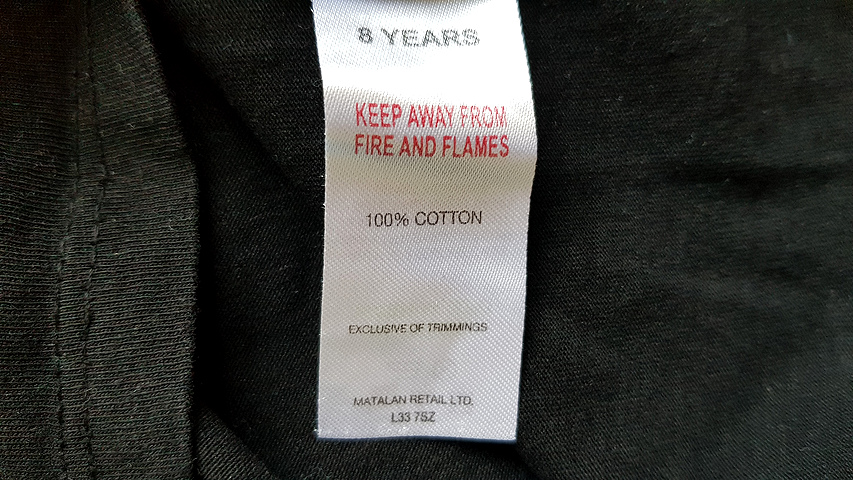 8 YEARS
KEEP AWAY FROM
FIRE AND FLAMES
100% COTTON
EXCLUSIVE OF TRIMMINGS
MATALAN RETAIL LTD.
L33 7SZ